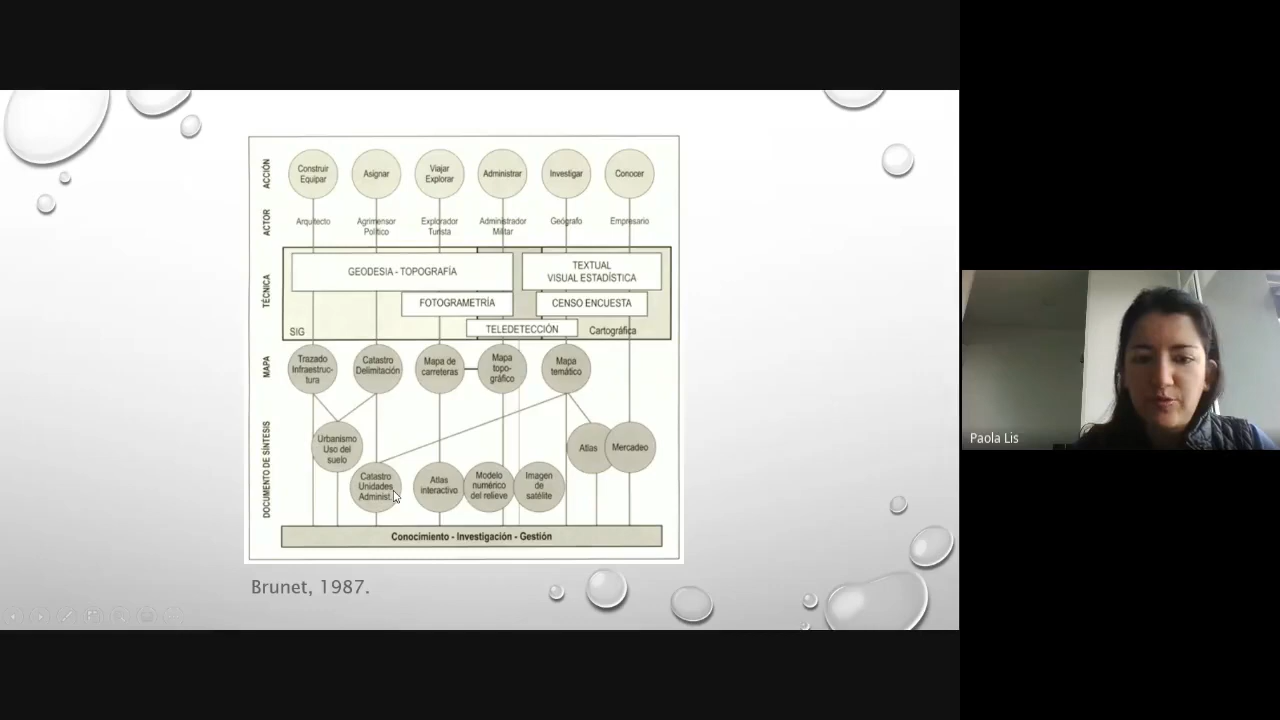 ACCIÓN
Construir
Equipar
Asignar
Viajar
Explorar
Administrar
Investigar
Conocer
ACTOR
Arquitecto
Agrimensor
Político
Explorador
Turista
Administrador
Militar
Geógrafo
Empresario
TÉCNICA
GEODESIA - TOPOGRAFÍA
TEXTUAL
VISUAL ESTADÍSTICA
FOTOGRAMETRÍA
CENSO ENCUESTA
SIG
TELEDETECCIÓN
Cartográfica
MAPA
Trazado
Infraestruc-
tura
Catastro
Delimitación
Mapa de
carreteras
Mapa
topo-
gráfico
Mapa
temático
DOCUMENTO DE SÍNTESIS
Urbanismo
Uso del
suelo
Atlas
Mercadeo
Catastro
Unidades
Administ.
Atlas
interactivo
Modelo
numérico
del relieve
Imagen
de
satélite
Conocimiento - Investigación - Gestión
Brunet, 1987.
Paola Lis